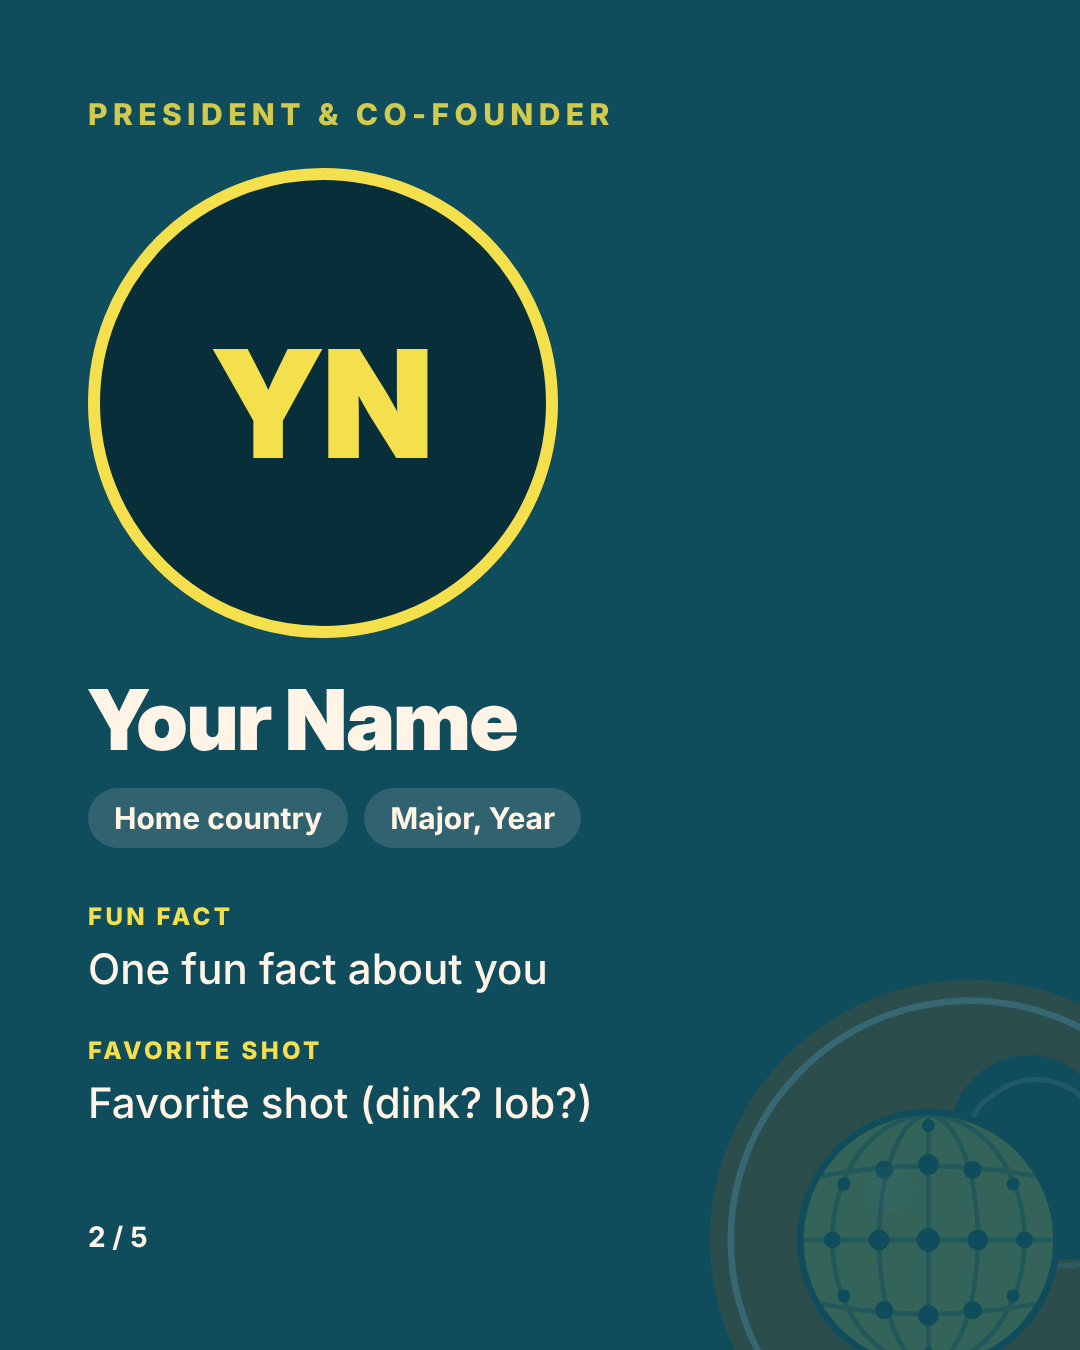 PRESIDENT & CO-FOUNDER
YN
Your Name
Home country
Major, Year
FUN FACT
One fun fact about you
FAVORITE SHOT
Favorite shot (dink? lob?)
2 / 5